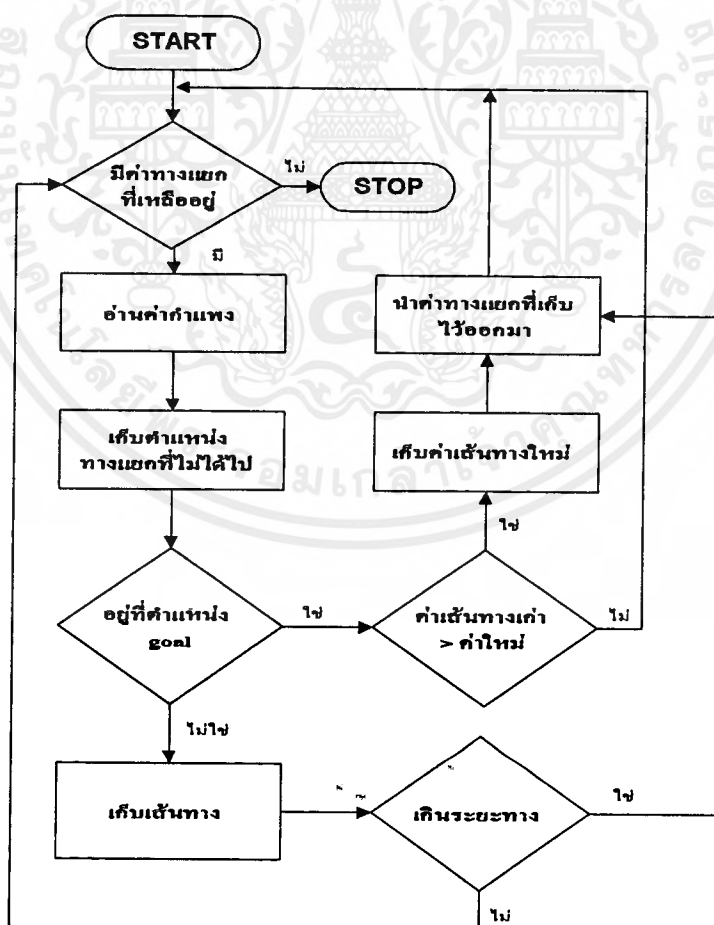 START
มีค่าทางแยก
ที่เหลืออยู่
ไม่
STOP
มี
อ่านค่ากำแพง
นำค่าทางแยกที่เก็บ
ไว้ออกมา
เก็บตำแหน่ง
ทางแยกที่ไม่ได้ไป
เก็บค่าเส้นทางใหม่
ใช่
อยู่ที่ตำแหน่ง
goal
ใช่
ค่าเส้นทางเก่า
> ค่าใหม่
ไม่
ไม่ใช่
เก็บเส้นทาง
เกินระยะทาง
ใช่
ไม่